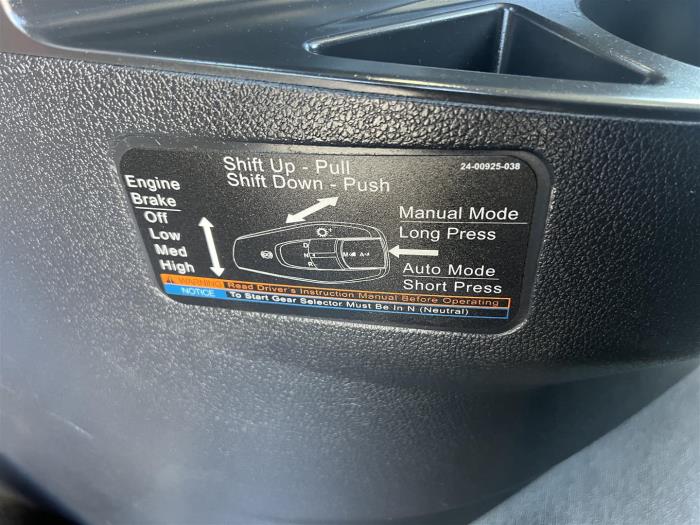 Shift Up - Pull
Shift Down - Push
24-00925-038
Engine
Brake
Off
Low
Med
High
Manual Mode
Long Press
Auto Mode
Short Press
D
N
R
M
A
WARNING Read Driver's Instruction Manual Before Operating
NOTICE To Start Gear Selector Must Be In N (Neutral)